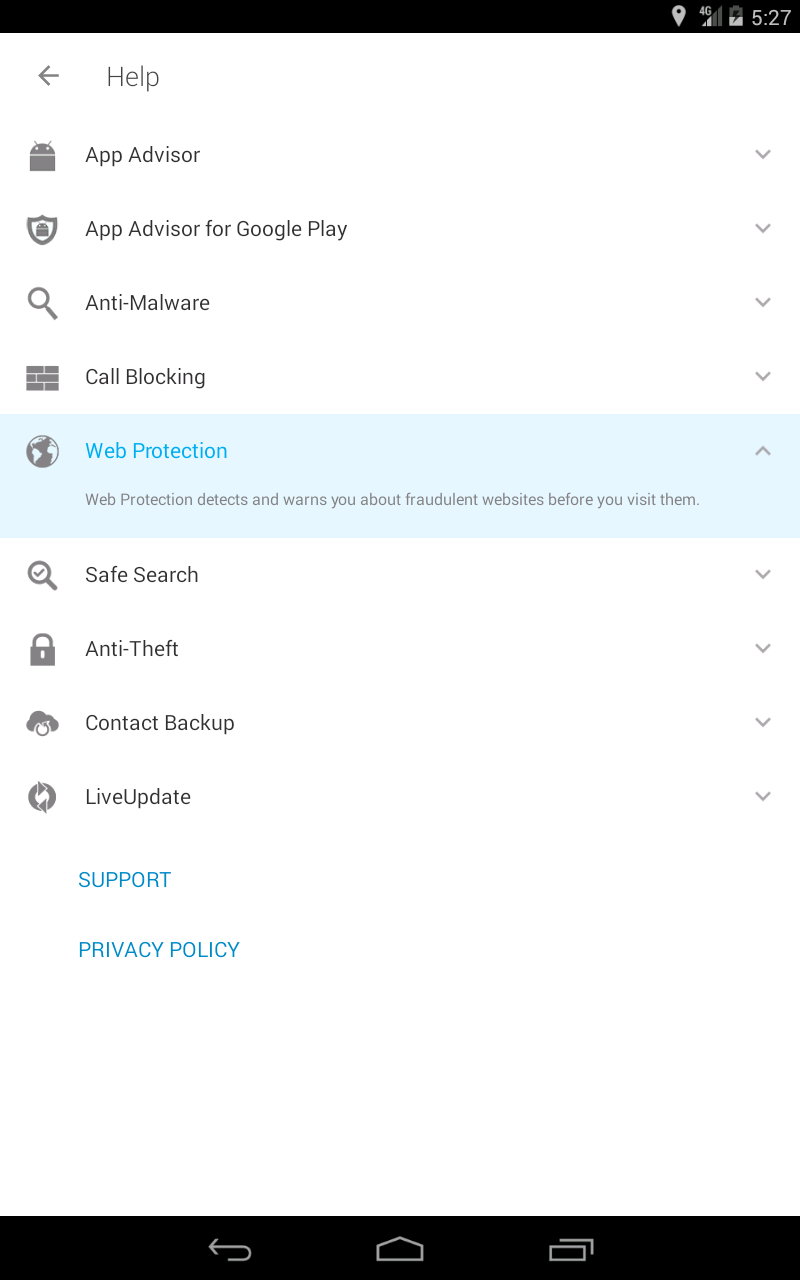 4G 5:27
Help
App Advisor
App Advisor for Google Play
Anti-Malware
Call Blocking
Web Protection
Web Protection detects and warns you about fraudulent websites before you visit them.
Safe Search
Anti-Theft
Contact Backup
LiveUpdate
SUPPORT
PRIVACY POLICY